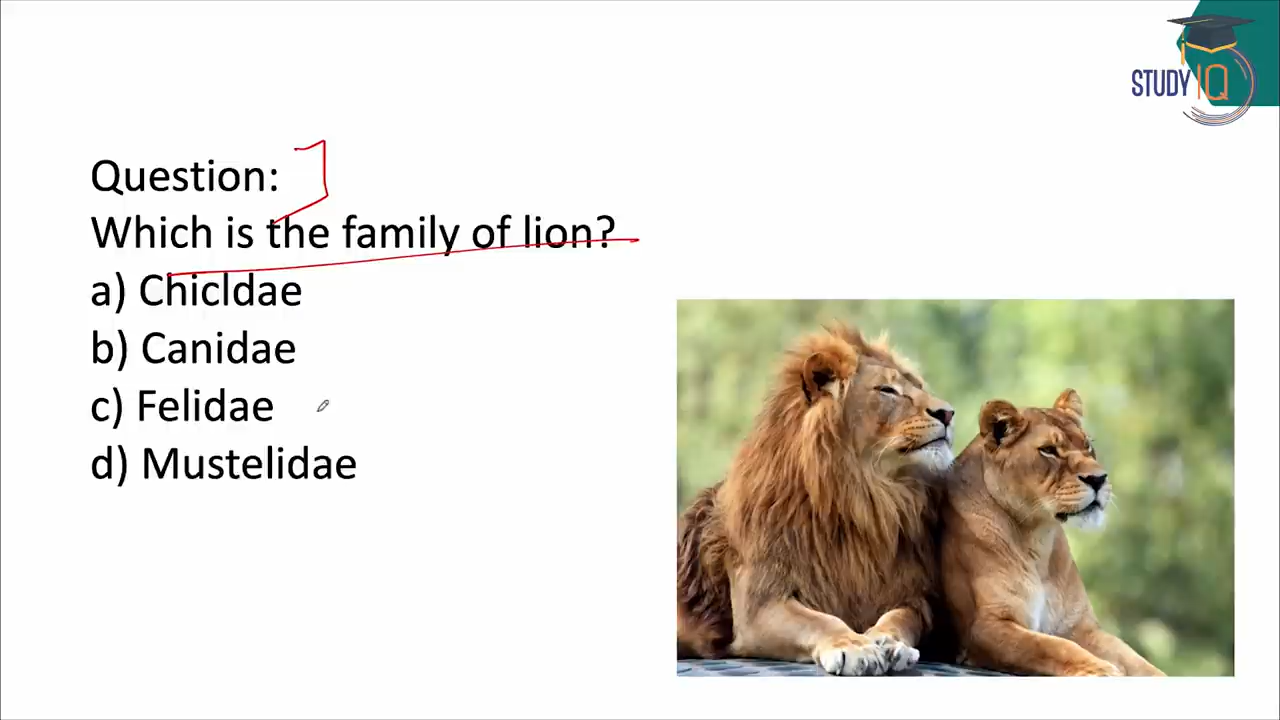 STUDY IQ
Question:
Which is the family of lion?
a) Chicldae
b) Canidae
c) Felidae
d) Mustelidae